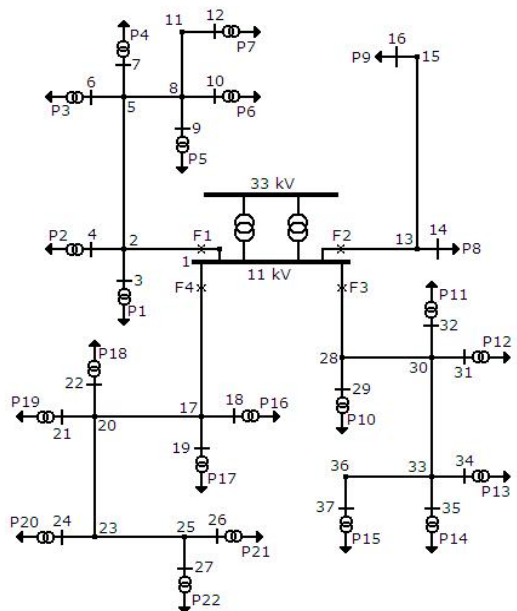 11 12
P4 P7 16
P9 15
7
6 8 10
P3 5 P6
9
P5
33 kV
P2 4 2 F1 F2 14
13
1 11 kV P8
3
P1 F4 F3
P11
P18 32
28 P12
22 30 31
P19 17 18 P16 29
21 20 P10
19
P17 36 33 34
37 35 P13
P20 24 25 26 P15 P14
23 P21
27
P22